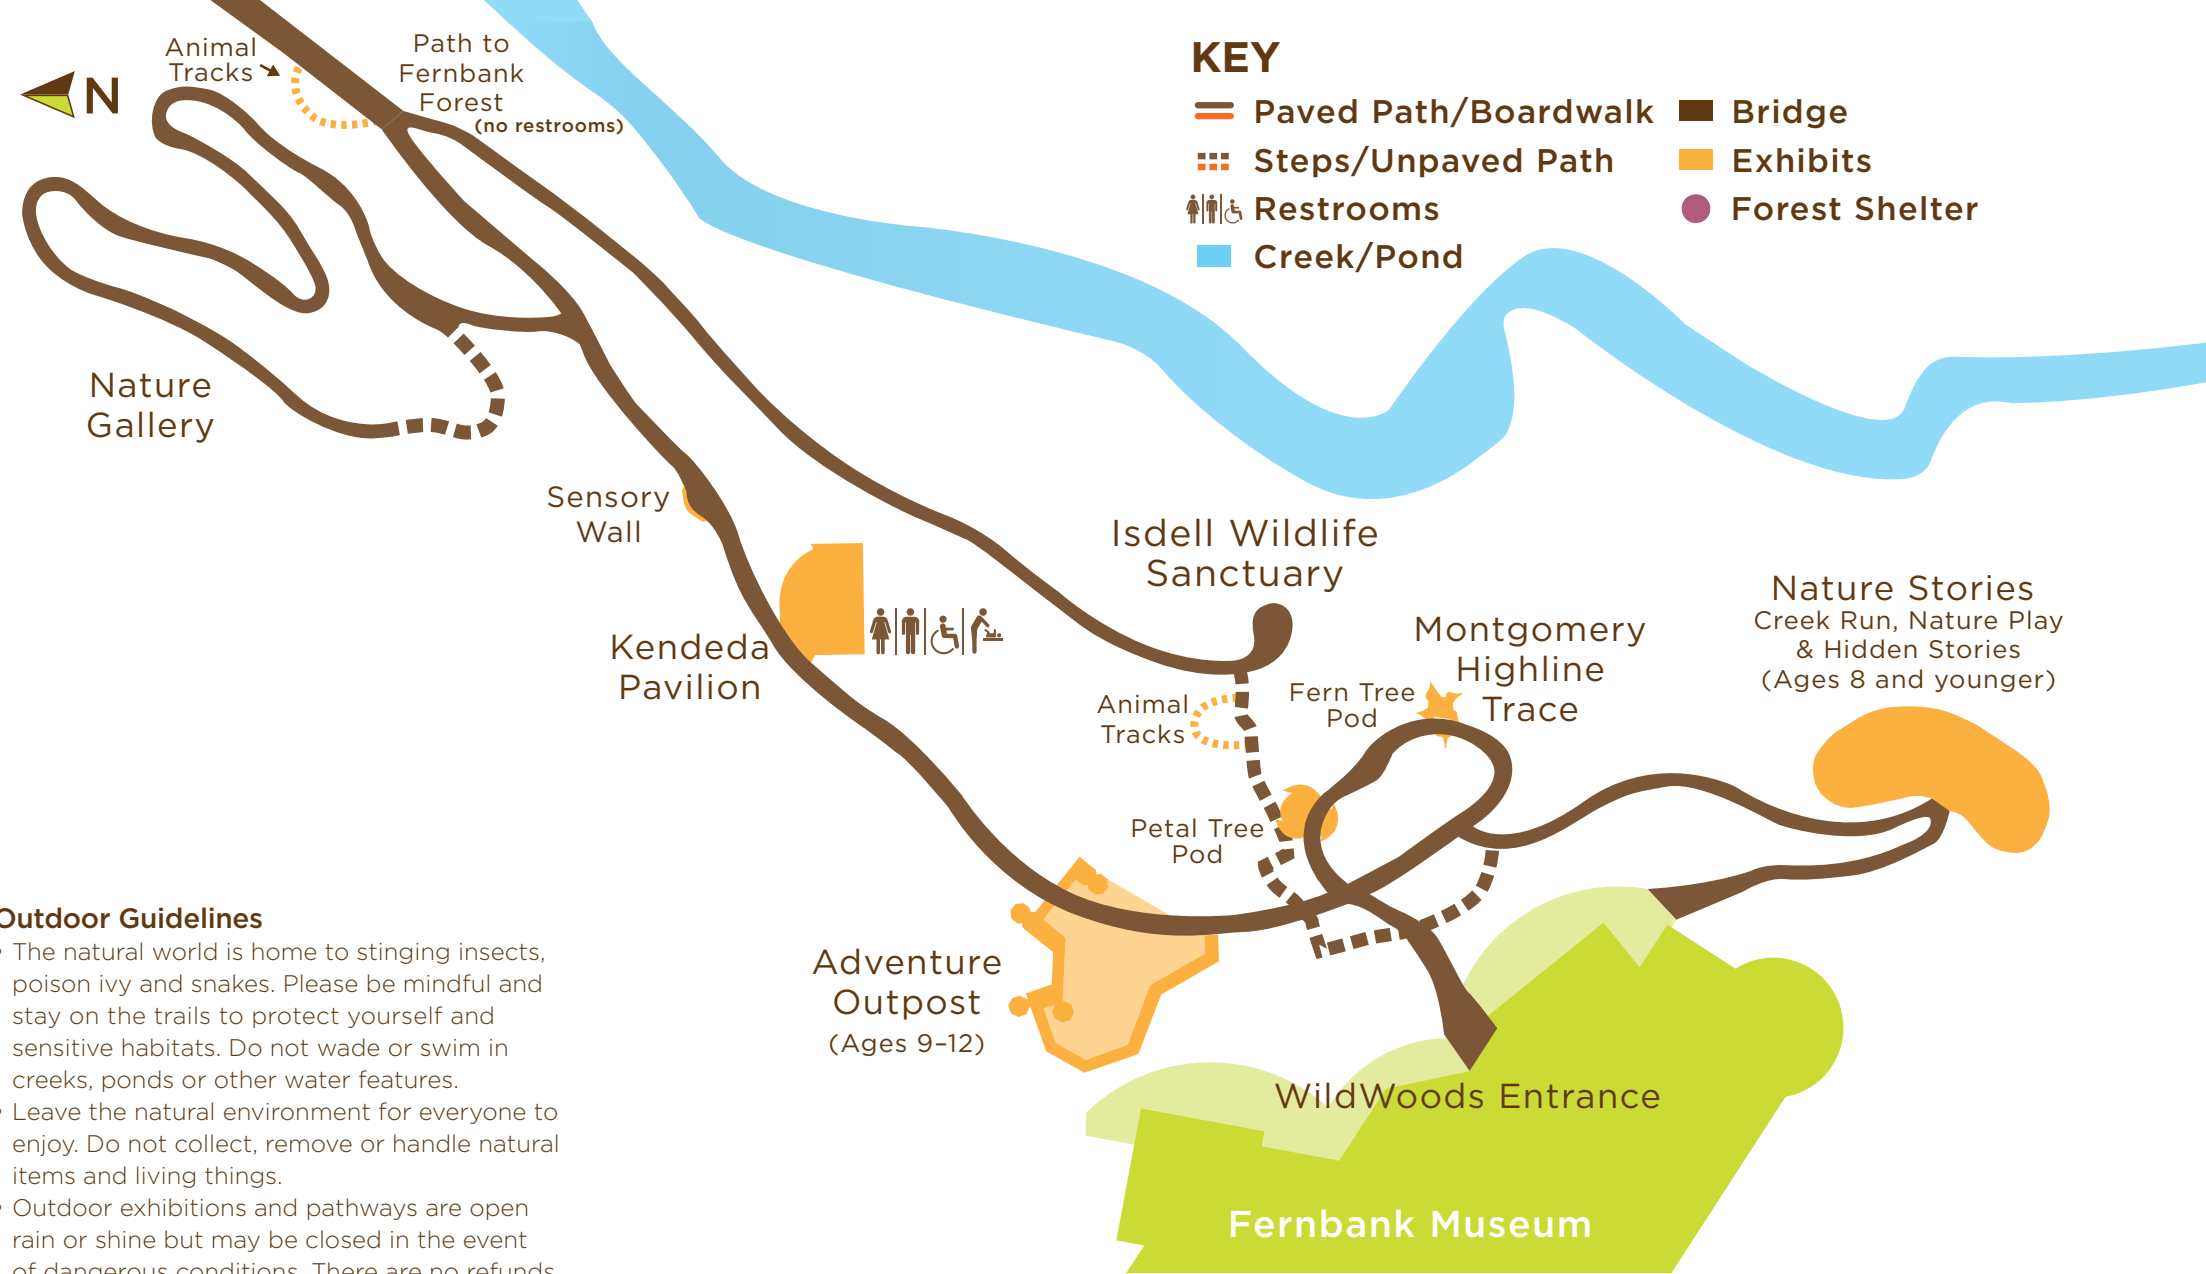 Animal
Tracks
N
Path to
Fernbank
Forest
(no restrooms)
KEY
Paved Path/Boardwalk
Steps/Unpaved Path
Restrooms
Creek/Pond
Bridge
Exhibits
Forest Shelter
Nature
Gallery
Sensory
Wall
Kendeda
Pavilion
Isdell Wildlife
Sanctuary
Montgomery
Highline
Trace
Nature Stories
Creek Run, Nature Play
& Hidden Stories
(Ages 8 and younger)
Animal
Tracks
Fern Tree
Pod
Petal Tree
Pod
Adventure
Outpost
(Ages 9–12)
WildWoods Entrance
Fernbank Museum
Outdoor Guidelines
• The natural world is home to stinging insects,
poison ivy and snakes. Please be mindful and
stay on the trails to protect yourself and
sensitive habitats. Do not wade or swim in
creeks, ponds or other water features.
• Leave the natural environment for everyone to
enjoy. Do not collect, remove or handle natural
items and living things.
• Outdoor exhibitions and pathways are open
rain or shine but may be closed in the event
of dangerous conditions. There are no refunds